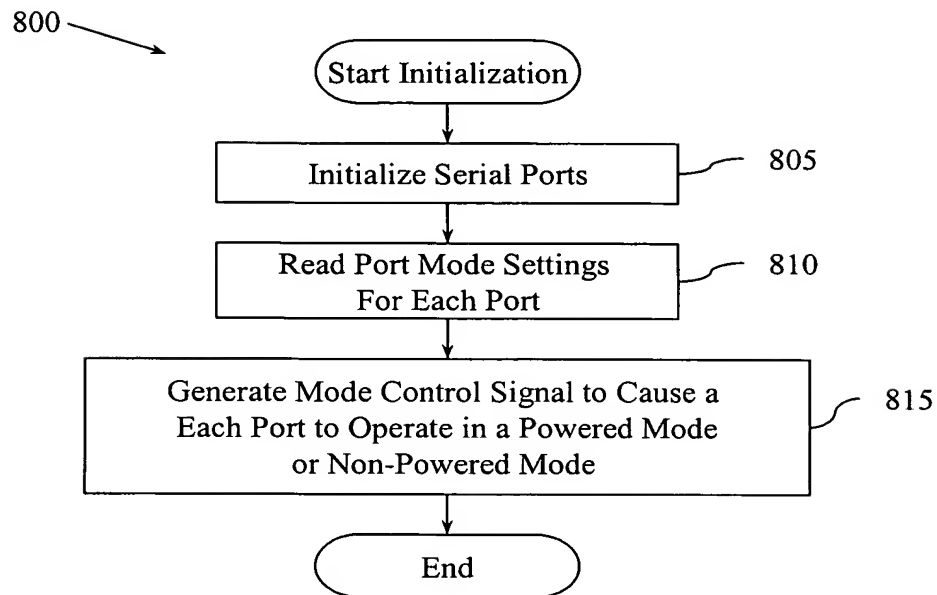 800
Start Initialization
Initialize Serial Ports
805
Read Port Mode Settings
For Each Port
810
Generate Mode Control Signal to Cause a
Each Port to Operate in a Powered Mode
or Non-Powered Mode
815
End